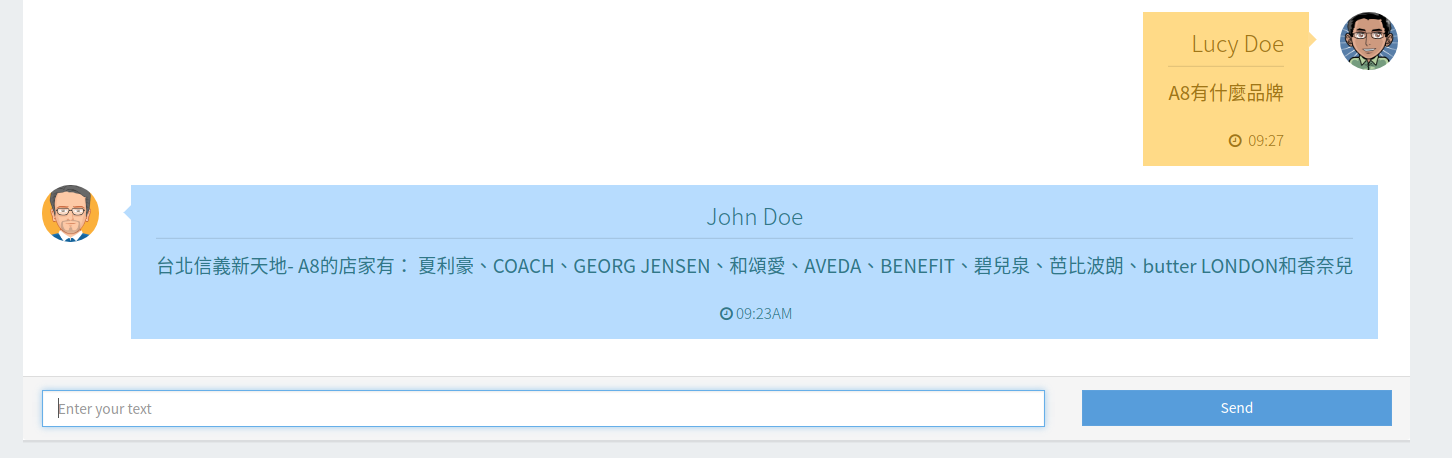 Lucy Doe
A8有什麼品牌
09:27
John Doe
台北信義新天地- A8的店家有： 夏利豪、COACH、GEORG JENSEN、和頌愛、AVEDA、BENEFIT、碧兒泉、芭比波朗、butter LONDON和香奈兒
09:23AM
Enter your text
Send